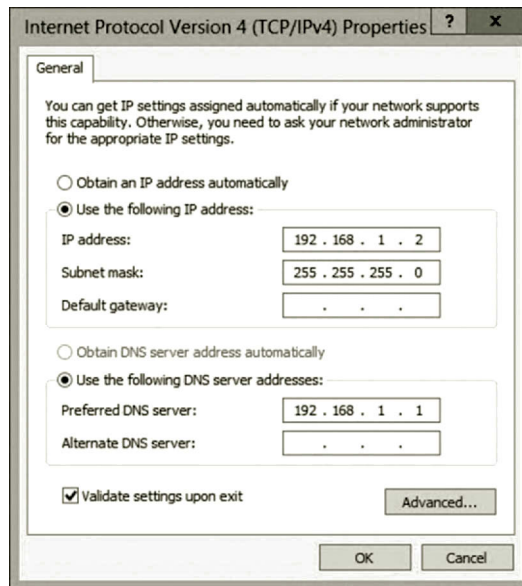 Internet Protocol Version 4 (TCP/IPv4) Properties ? x
General
You can get IP settings assigned automatically if your network supports
this capability. Otherwise, you need to ask your network administrator
for the appropriate IP settings.
Obtain an IP address automatically
Use the following IP address:
IP address: 192 . 168 . 1 . 2
Subnet mask: 255 . 255 . 255 . 0
Default gateway: . . .
Obtain DNS server address automatically
Use the following DNS server addresses:
Preferred DNS server: 192 . 168 . 1 . 1
Alternate DNS server: . . .
Validate settings upon exit
Advanced...
OK Cancel